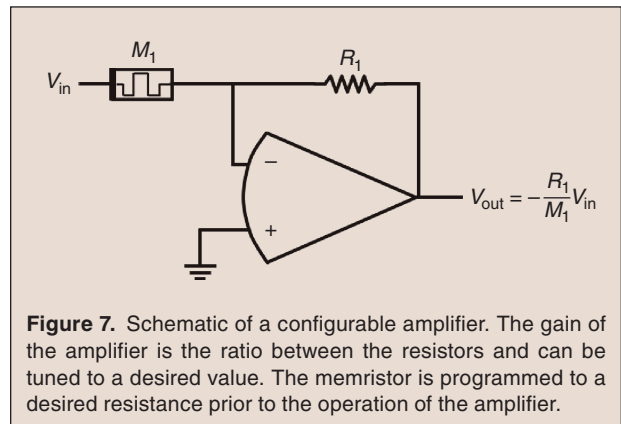 M1
R1
Vin
−
+
Vout = −R1/M1 Vin
Figure 7. Schematic of a configurable amplifier. The gain of
the amplifier is the ratio between the resistors and can be
tuned to a desired value. The memristor is programmed to a
desired resistance prior to the operation of the amplifier.